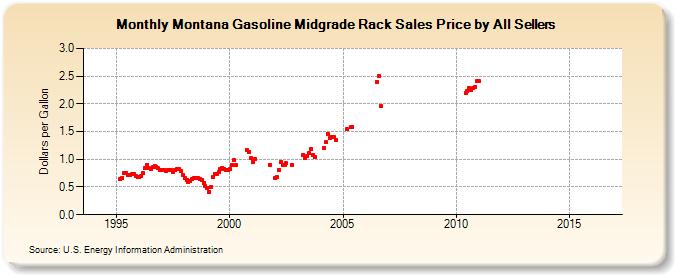 Monthly Montana Gasoline Midgrade Rack Sales Price by All Sellers
Dollars per Gallon
3.0
2.5
2.0
1.5
1.0
0.5
0.0
1995 2000 2005 2010 2015
Source: U.S. Energy Information Administration